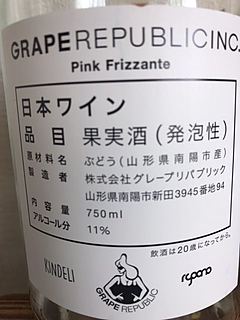 GRAPEREPUBLICINC.
Pink Frizzante
日本ワイン
品目 果実酒(発泡性)
原材料名 ぶどう(山形県南陽市産)
製造者 株式会社グレープリパブリック
山形県南陽市新田3945番地94
内容量 750ml
アルコール分 11%
飲酒は20歳になってから。
KINDELI
GRAPE REPUBLIC